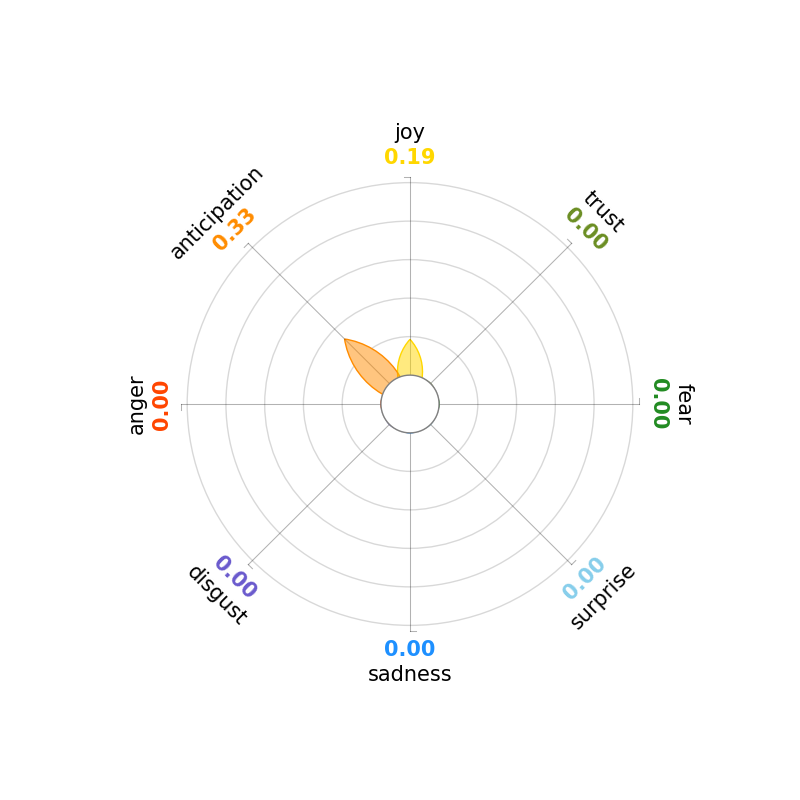 joy
0.19
anticipation
0.33
trust
0.00
anger
0.00
fear
0.00
disgust
0.00
surprise
0.00
0.00
sadness